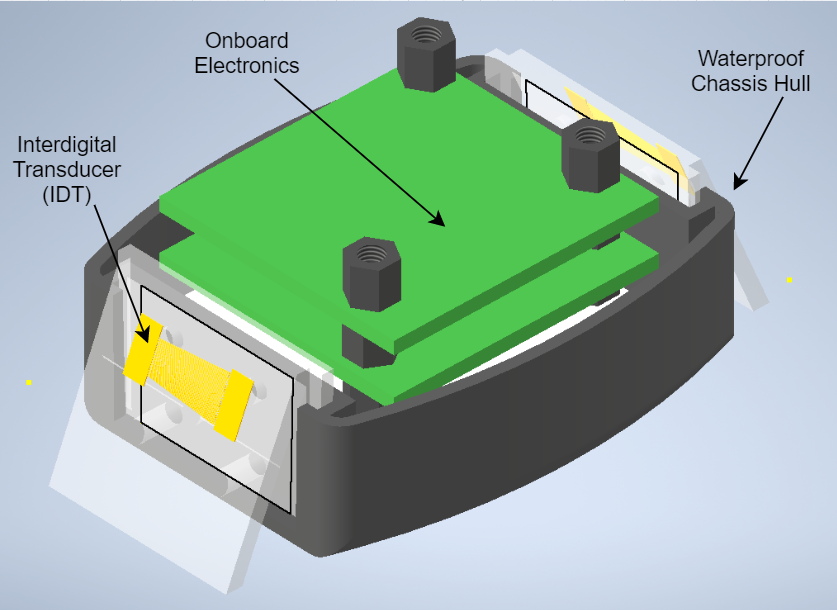 Onboard
Electronics
Waterproof
Chassis Hull
Interdigital
Transducer
(IDT)